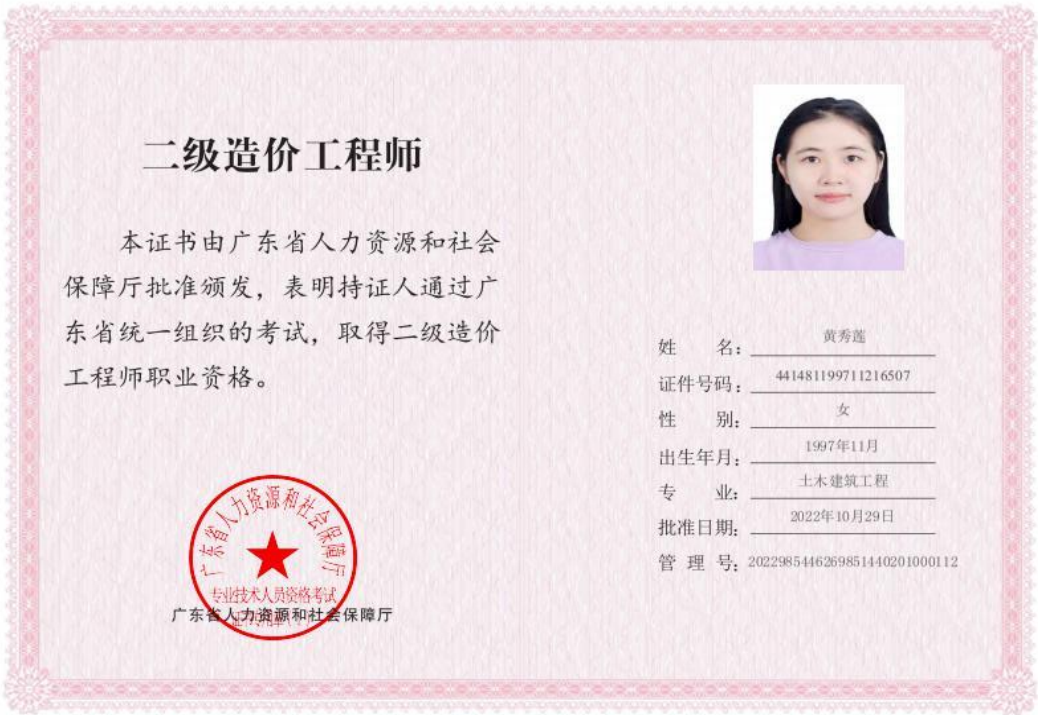 二级造价工程师
本证书由广东省人力资源和社会
保障厅批准颁发，表明持证人通过广
东省统一组织的考试，取得二级造价
工程师职业资格。
广东省人力资源和社会保障厅
专业技术人员资格考试
广东省人力资源和社会保障厅
姓 名：黄秀莲
证件号码：441481199711216507
性 别：女
出生年月：1997年11月
专 业：土木建筑工程
批准日期：2022年10月29日
管 理 号：20229854462698514402​01000112